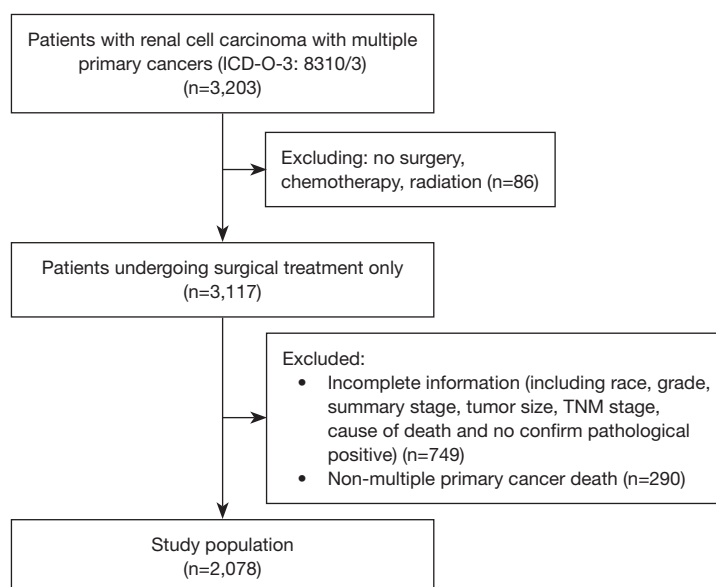 Patients with renal cell carcinoma with multiple
primary cancers (ICD-O-3: 8310/3)
(n=3,203)
Excluding: no surgery,
chemotherapy, radiation (n=86)
Patients undergoing surgical treatment only
(n=3,117)
Excluded:
• Incomplete information (including race, grade,
summary stage, tumor size, TNM stage,
cause of death and no confirm pathological
positive) (n=749)
• Non-multiple primary cancer death (n=290)
Study population
(n=2,078)